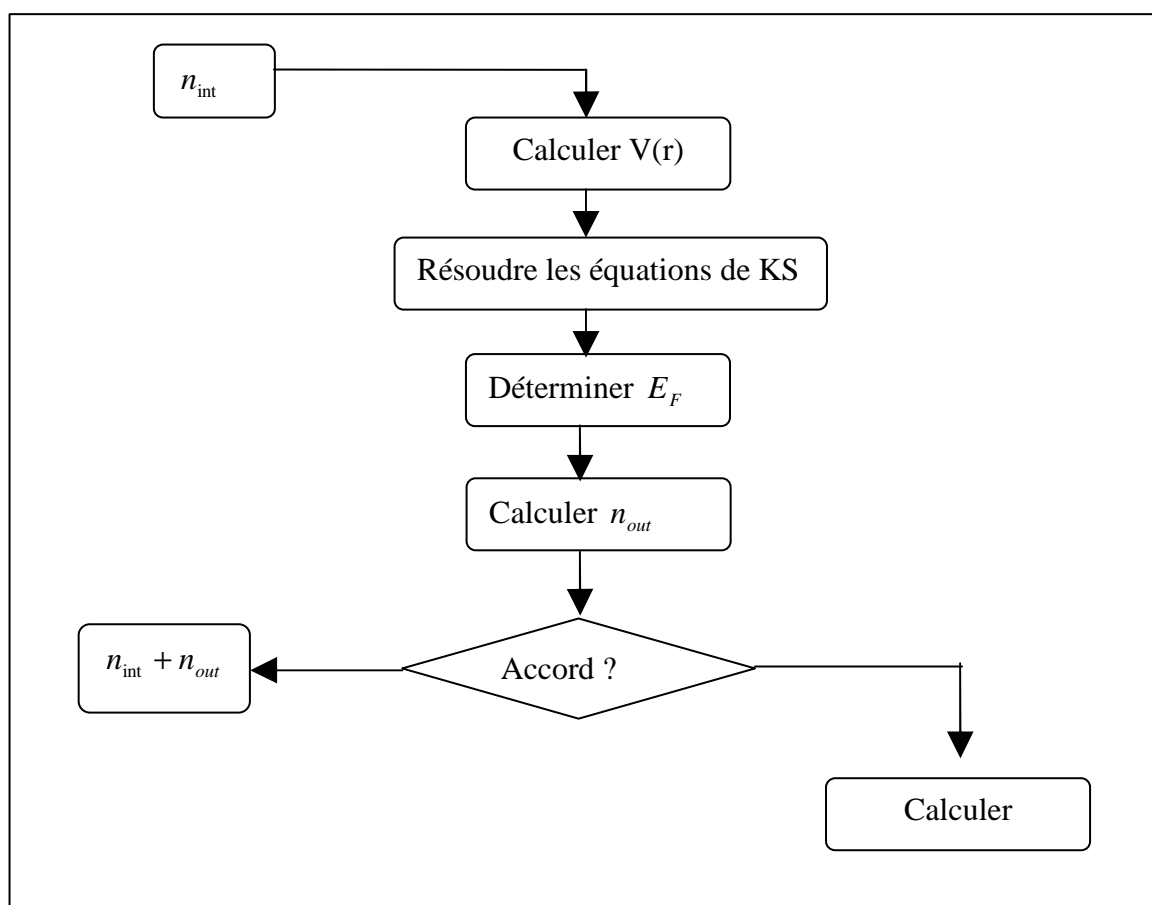 n_int
Calculer V(r)
Résoudre les équations de KS
Déterminer E_F
Calculer n_out
n_int + n_out
Accord ?
Calculer